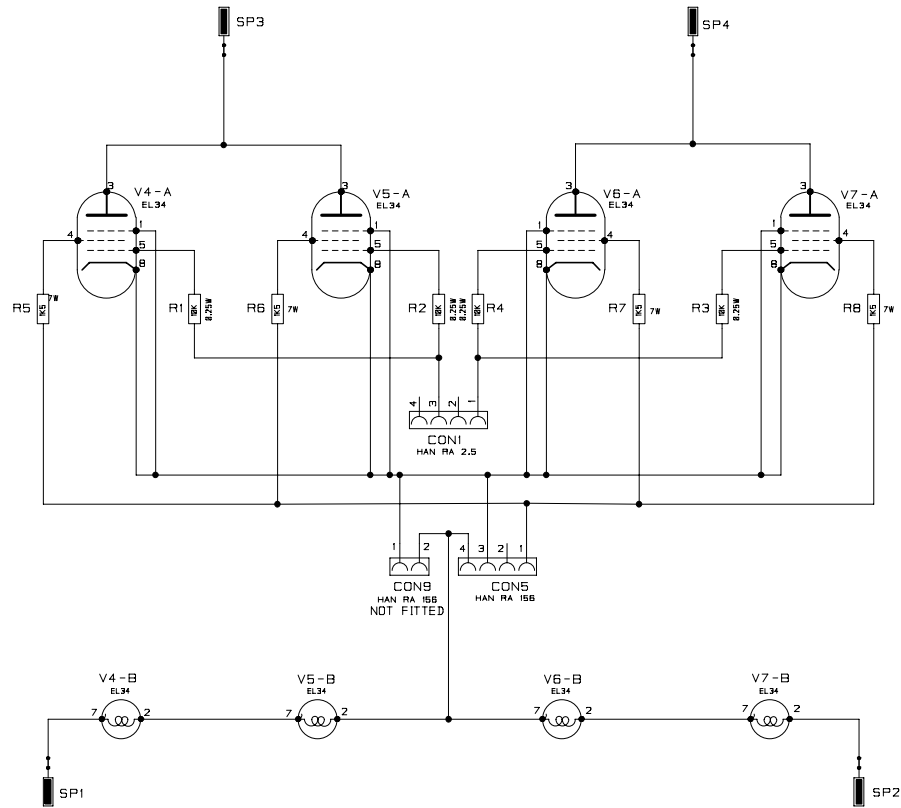 SP3
SP4
3
V4-A
EL34
3
V5-A
EL34
3
V6-A
EL34
3
V7-A
EL34
4
1
5
8
4
1
5
8
1
5
8
4
1
5
8
4
R5
1K5
7W
R1
10K
8.25W
R6
1K5
7W
R2
10K
8.25W
8.25W
10K
R4
R7
1K5
7W
R3
10K
8.25W
R8
1K5
7W
4
3
2
1
CON1
HAN RA 2.5
1
2
4
3
2
1
CON9
HAN RA 156
NOT FITTED
CON5
HAN RA 156
V4-B
EL34
V5-B
EL34
V6-B
EL34
V7-B
EL34
7
2
7
2
7
2
7
2
SP1
SP2